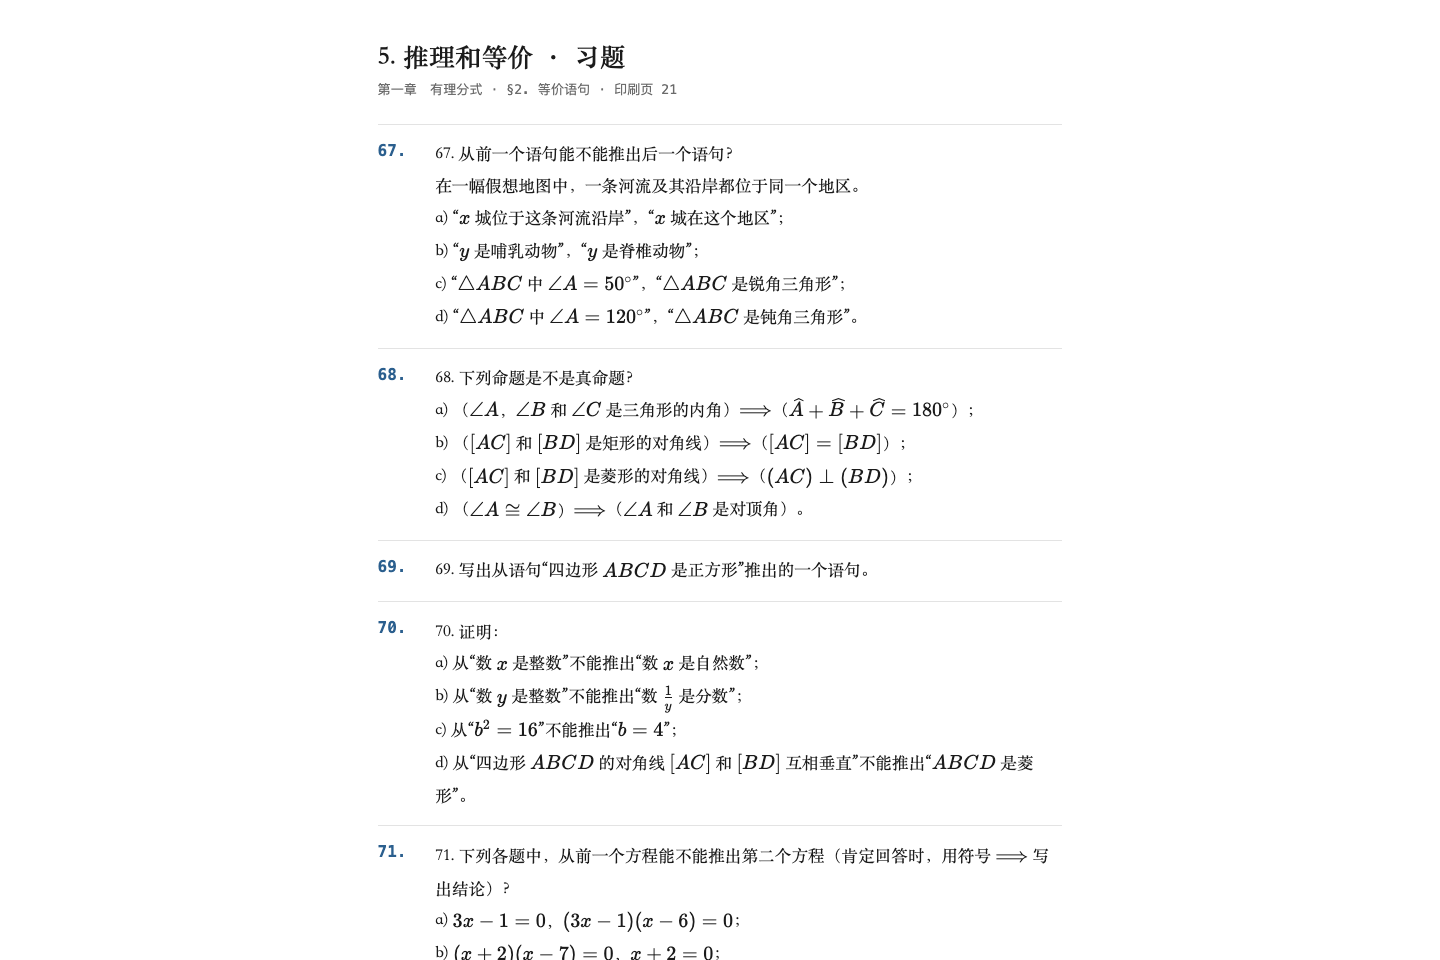 5. 推理和等价 · 习题
第一章 有理分式 · §2. 等价语句 · 印刷页 21
67. 67. 从前一个语句能不能推出后一个语句?
在一幅假想地图中，一条河流及其沿岸都位于同一个地区。
a) “x 城位于这条河流沿岸”，“x 城在这个地区”;
b) “y 是哺乳动物”，“y 是脊椎动物”;
c) “△ABC 中 ∠A = 50°”，“△ABC 是锐角三角形”;
d) “△ABC 中 ∠A = 120°”，“△ABC 是钝角三角形”。
68. 68. 下列命题是不是真命题?
a) （∠A，∠B 和 ∠C 是三角形的内角）⟹（Â + B̂ + Ĉ = 180°）;
b) （[AC] 和 [BD] 是矩形的对角线）⟹（[AC] = [BD]）;
c) （[AC] 和 [BD] 是菱形的对角线）⟹（(AC) ⊥ (BD)）;
d) （∠A ≅ ∠B）⟹（∠A 和 ∠B 是对顶角）。
69. 69. 写出从语句“四边形 ABCD 是正方形”推出的一个语句。
70. 70. 证明:
a) 从“数 x 是整数”不能推出“数 x 是自然数”;
b) 从“数 y 是整数”不能推出“数 1/y 是分数”;
c) 从“b² = 16”不能推出“b = 4”;
d) 从“四边形 ABCD 的对角线 [AC] 和 [BD] 互相垂直”不能推出“ABCD 是菱
形”。
71. 71. 下列各题中，从前一个方程能不能推出第二个方程（肯定回答时，用符号 ⟹ 写
出结论）?
a) 3x − 1 = 0，(3x − 1)(x − 6) = 0;
b) (x + 2)(x − 7) = 0，x + 2 = 0;